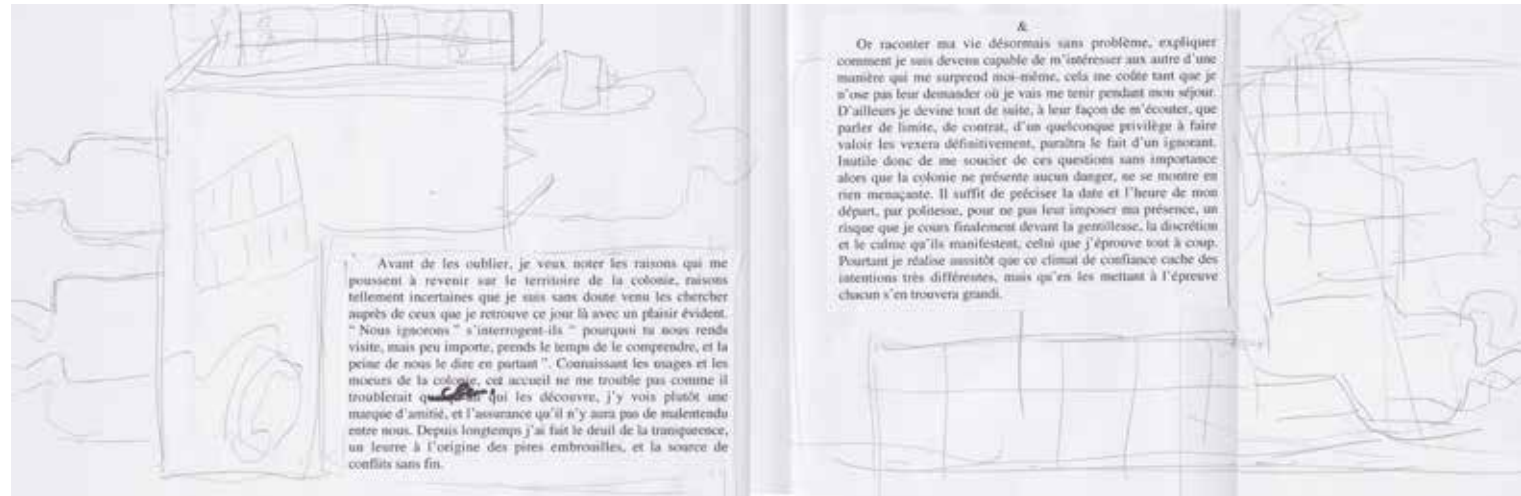 Avant de les oublier, je veux noter les raisons qui me
poussent à revenir sur le territoire de la colonie, raisons
tellement incertaines que je suis sans doute venu les chercher
auprès de ceux que je retrouve ce jour là avec un plaisir évident.
“ Nous ignorons ” s’interrogent-ils “ pourquoi tu nous rends
visite, mais peu importe, prends le temps de le comprendre, et la
peine de nous le dire en partant ”. Connaissant les usages et les
moeurs de la colonie, cet accueil ne me trouble pas comme il
troublerait qui les découvre, j’y vois plutôt une
marque d’amitié, et l’assurance qu’il n’y aura pas de malentendu
entre nous. Depuis longtemps j’ai fait le deuil de la transparence,
un leurre à l’origine des pires embrouilles, et la source de
conflits sans fin.
&
Or raconter ma vie désormais sans problème, expliquer
comment je suis devenu capable de m’intéresser aux autre d’une
manière qui me surprend moi-même, cela me coûte tant que je
n’ose pas leur demander où je vais me tenir pendant mon séjour.
D’ailleurs je devine tout de suite, à leur façon de m’écouter, que
parler de limite, de contrat, d’un quelconque privilège à faire
valoir les vexera définitivement, paraîtra le fait d’un ignorant.
Inutile donc de me soucier de ces questions sans importance
alors que la colonie ne présente aucun danger, ne se montre en
rien menaçante. Il suffit de préciser la date et l’heure de mon
départ, par politesse, pour ne pas leur imposer ma présence, un
risque que je cours finalement devant la gentillesse, la discrétion
et le calme qu’ils manifestent, celui que j’éprouve tout à coup.
Pourtant je réalise aussitôt que ce climat de confiance cache des
intentions très différentes, mais qu’en les mettant à l’épreuve
chacun s’en trouvera grandi.